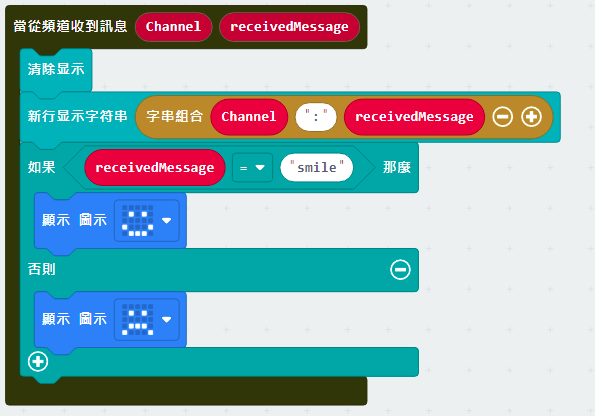 當從頻道收到訊息 Channel receivedMessage
清除显示
新行显示字符串 字串組合 Channel ":" receivedMessage
如果 receivedMessage = "smile" 那麼
顯示 圖示
否則
顯示 圖示